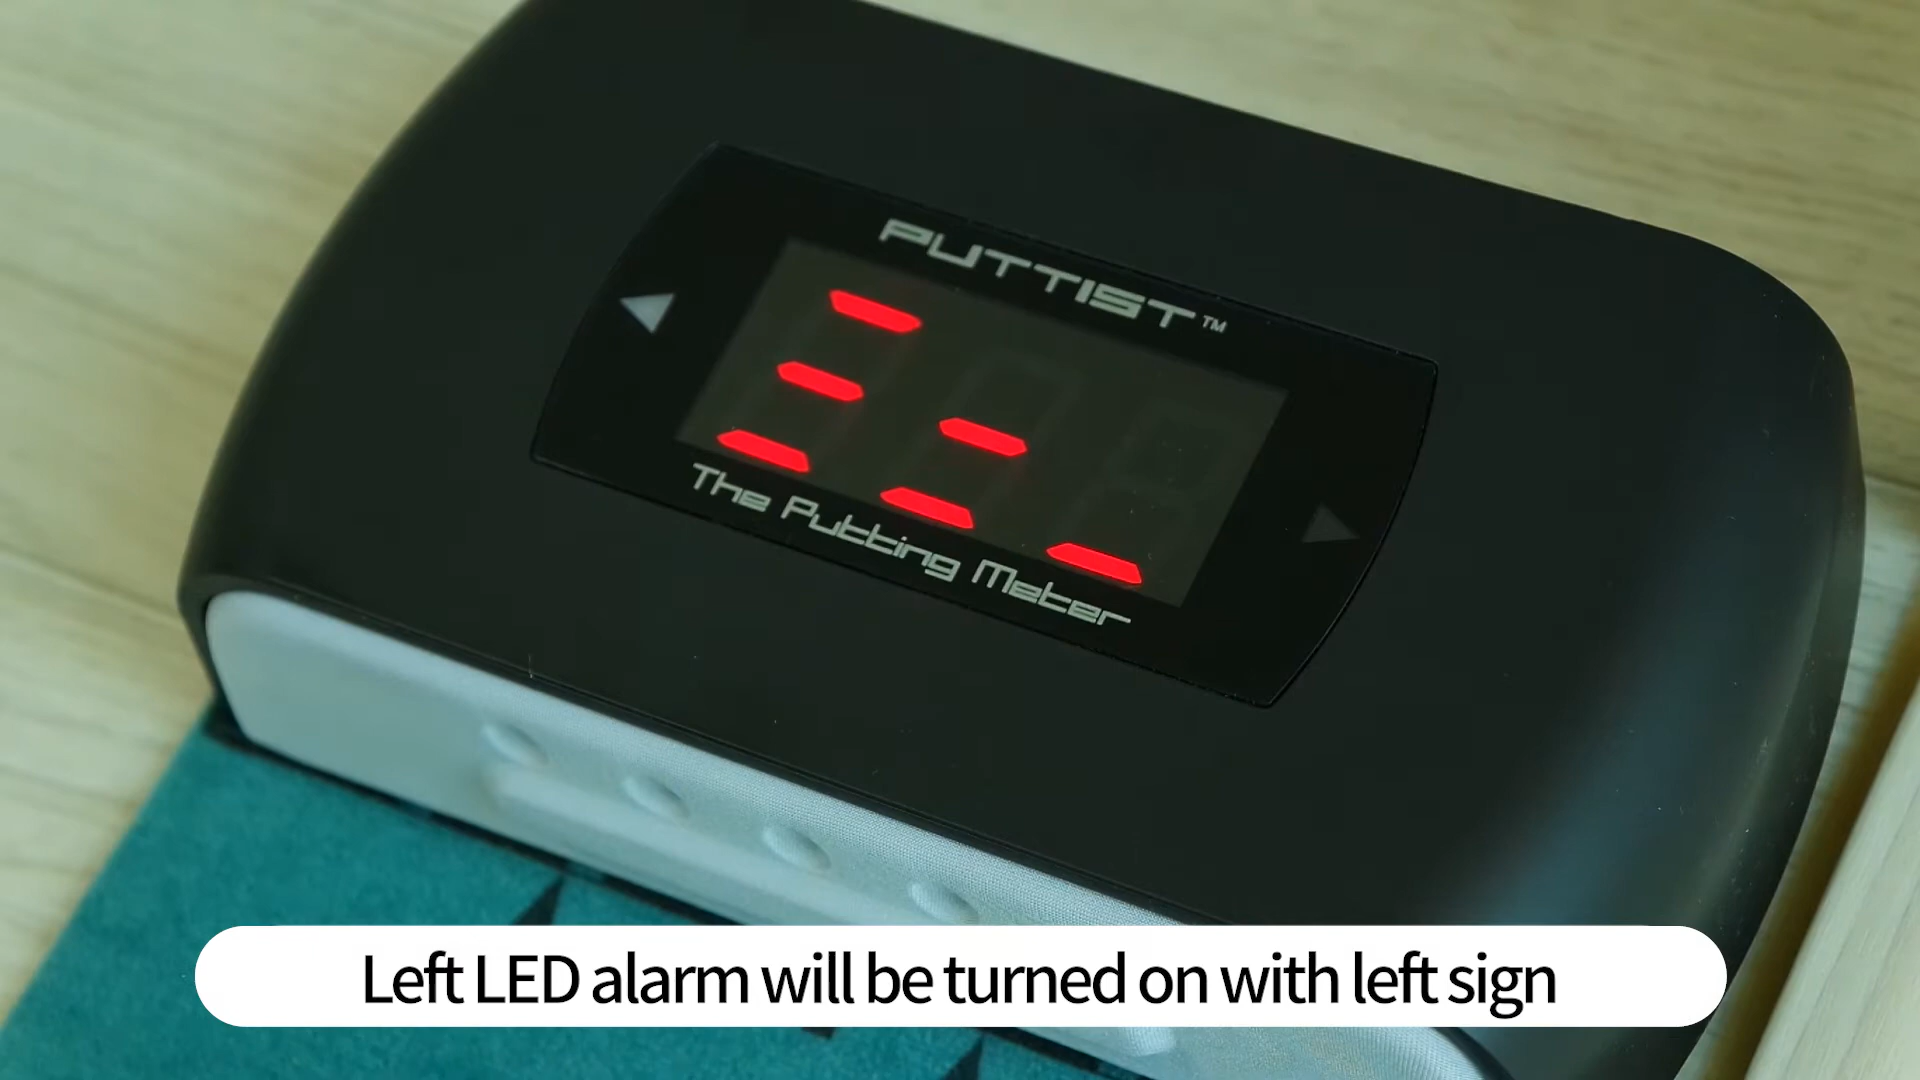 PUTTIST™
The Putting Meter
Left LED alarm will be turned on with left sign